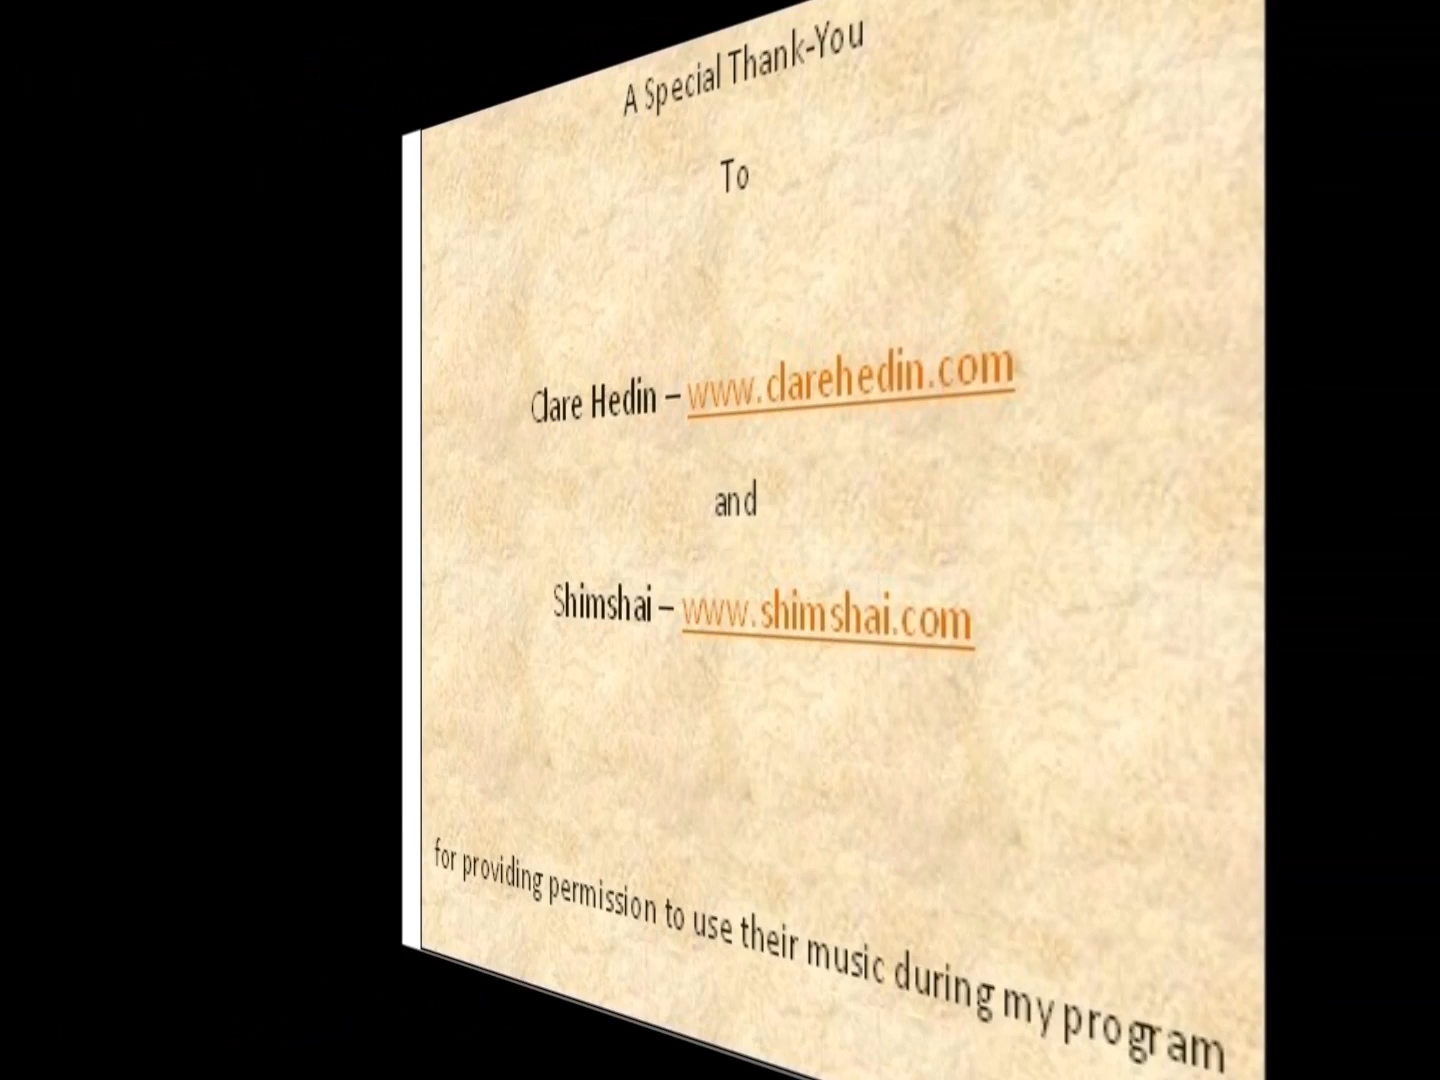 A Special Thank-You
To
Clare Hedin – www.clarehedin.com
and
Shimshai – www.shimshai.com
for providing permission to use their music during my program